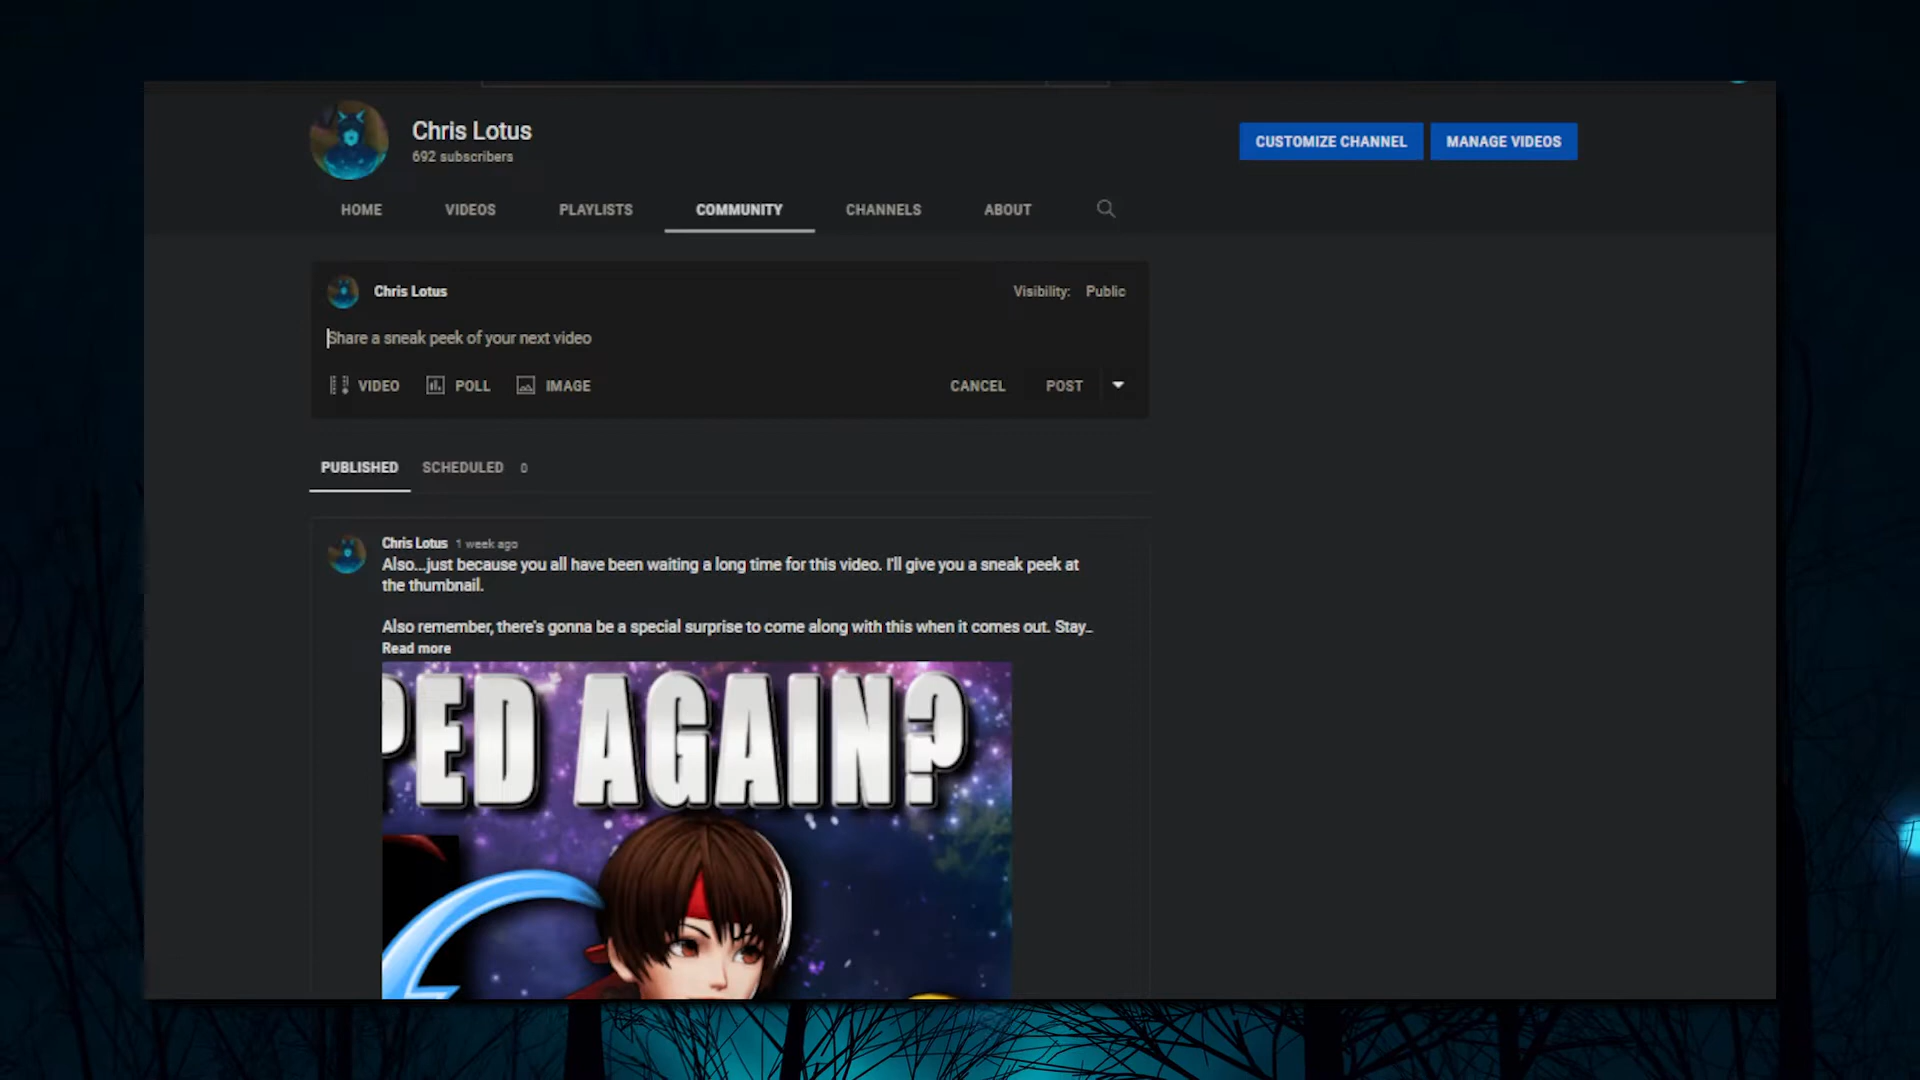 Chris Lotus
692 subscribers
CUSTOMIZE CHANNEL
MANAGE VIDEOS
HOME
VIDEOS
PLAYLISTS
COMMUNITY
CHANNELS
ABOUT
Chris Lotus
Visibility: Public
Share a sneak peek of your next video
VIDEO
POLL
IMAGE
CANCEL
POST
PUBLISHED
SCHEDULED 0
Chris Lotus 1 week ago
Also...just because you all have been waiting a long time for this video. I'll give you a sneak peek at
the thumbnail.
Also remember, there's gonna be a special surprise to come along with this when it comes out. Stay...
Read more
PED AGAIN?